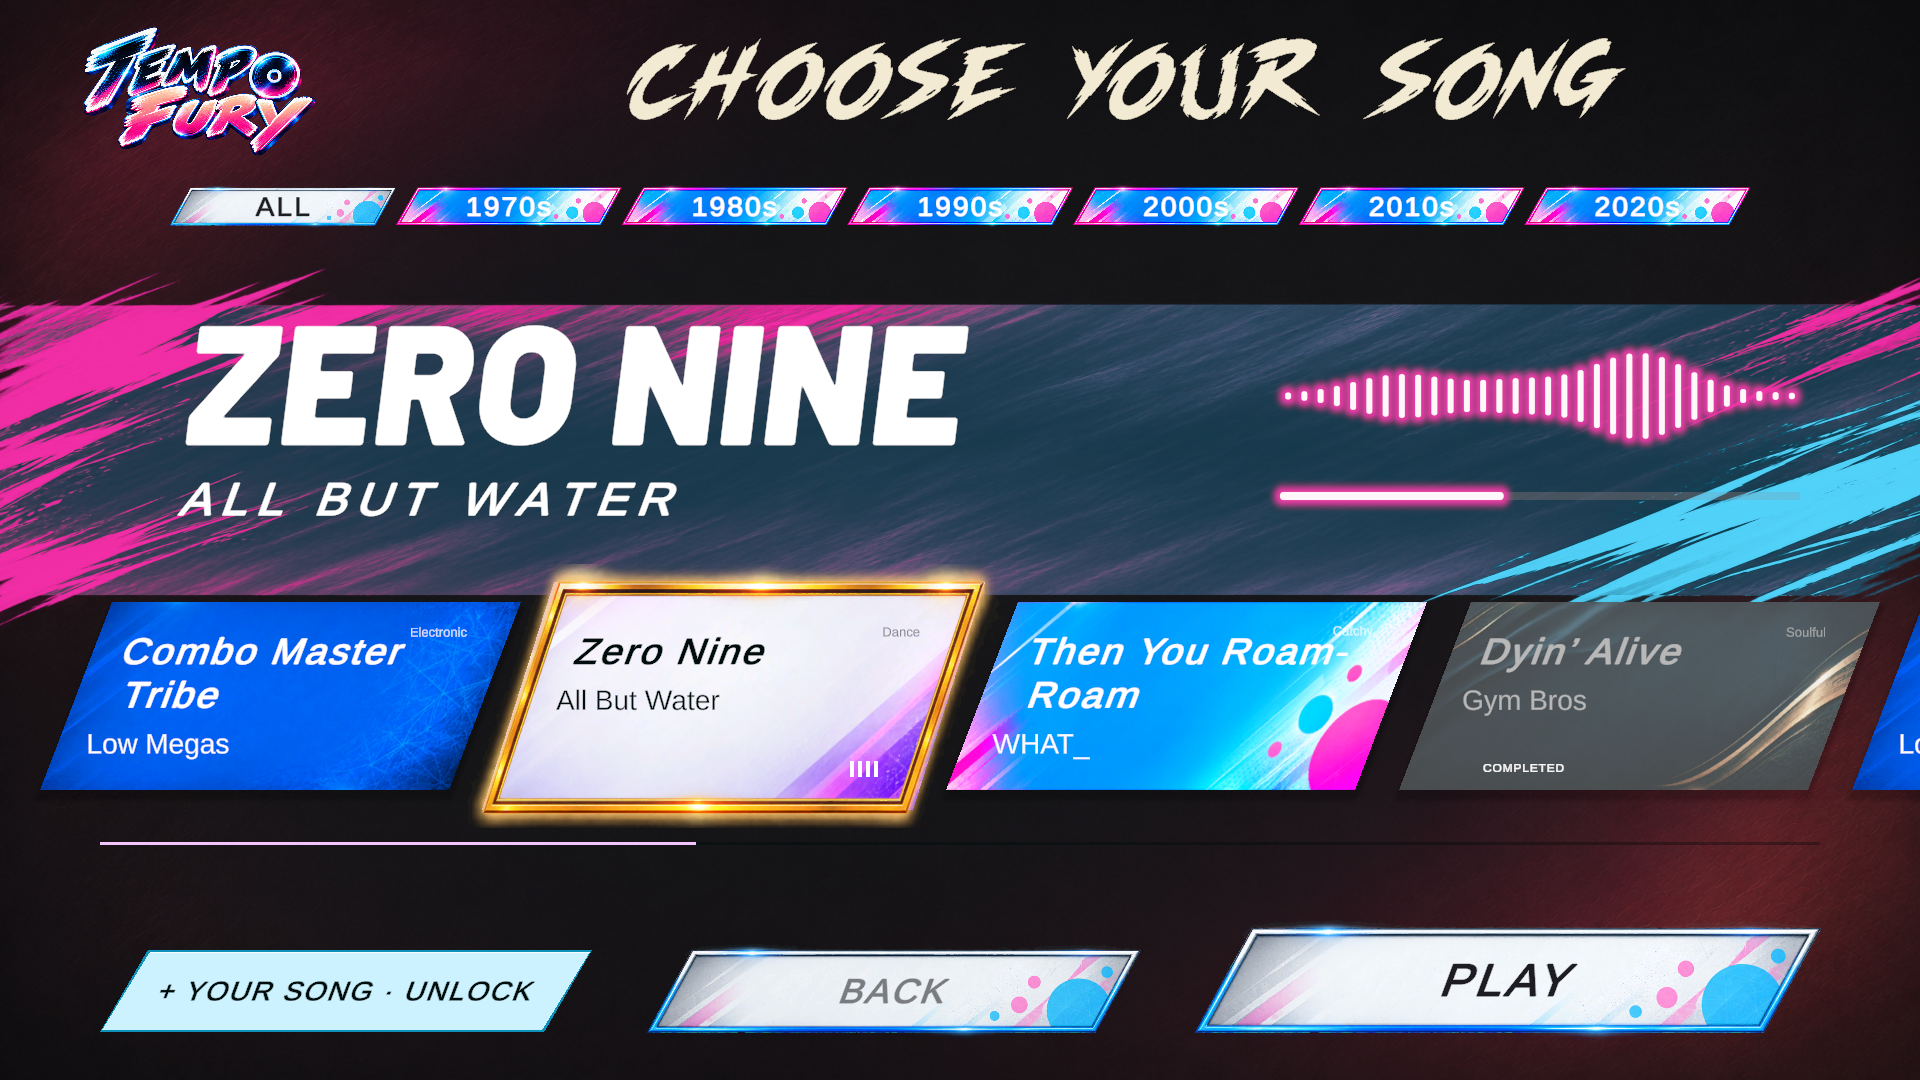 TEMPO
FURY
CHOOSE YOUR SONG
ALL
1970s
1980s
1990s
2000s
2010s
2020s
ZERO NINE
ALL BUT WATER
Electronic
Combo Master
Tribe
Low Megas
Dance
Zero Nine
All But Water
Catchy
Then You Roam-
Roam
WHAT_
Soulful
Dyin’ Alive
Gym Bros
COMPLETED
Lo
+ YOUR SONG · UNLOCK
BACK
PLAY